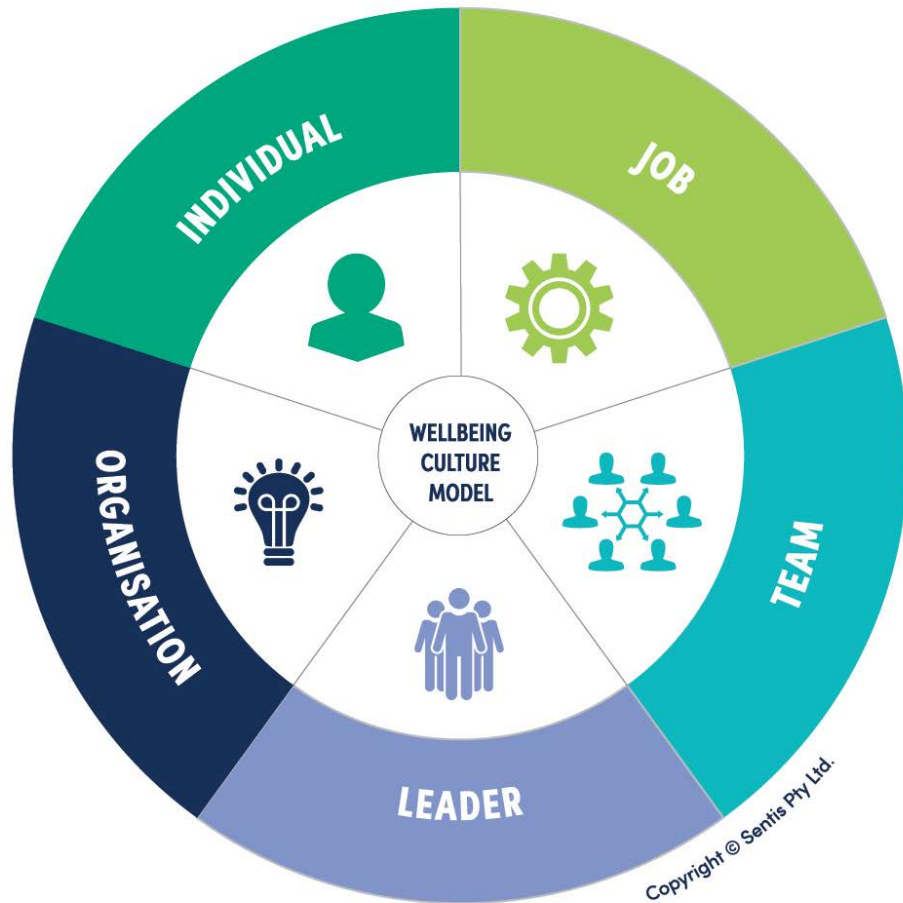 INDIVIDUAL
JOB
WELLBEING
CULTURE
MODEL
ORGANISATION
TEAM
LEADER
Copyright © Sentis Pty Ltd.